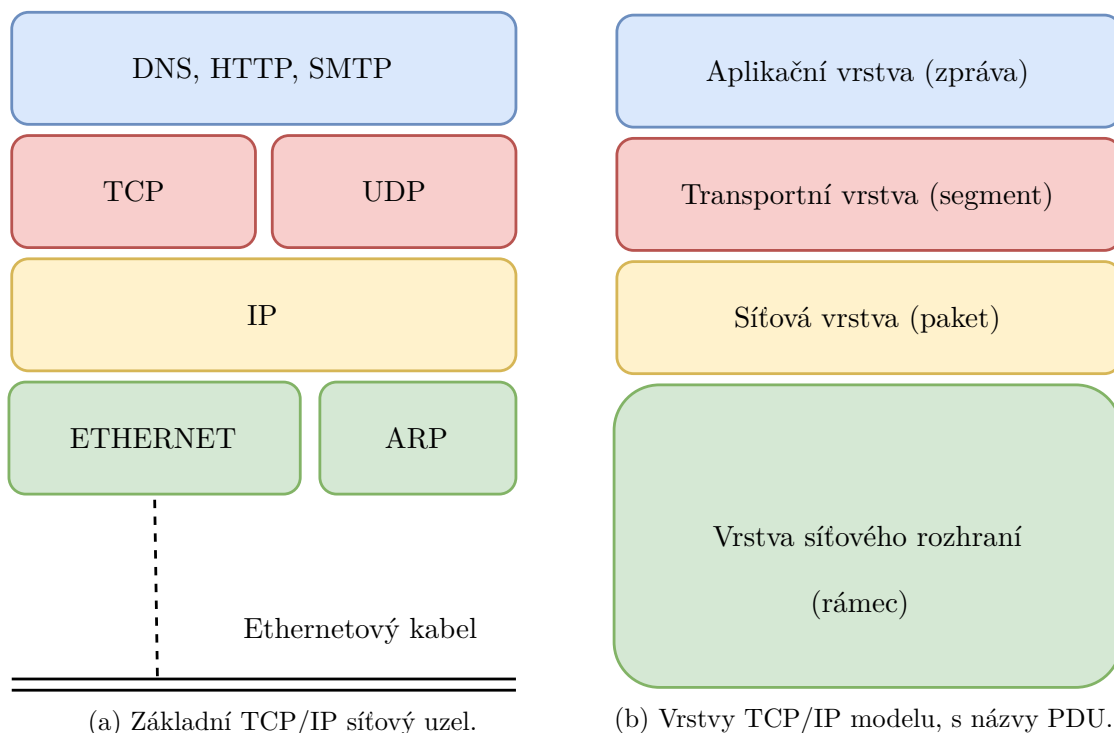 DNS, HTTP, SMTP
TCP
UDP
IP
ETHERNET
ARP
Ethernetový kabel
(a) Základní TCP/IP síťový uzel.
Aplikační vrstva (zpráva)
Transportní vrstva (segment)
Síťová vrstva (paket)
Vrstva síťového rozhraní
(rámec)
(b) Vrstvy TCP/IP modelu, s názvy PDU.